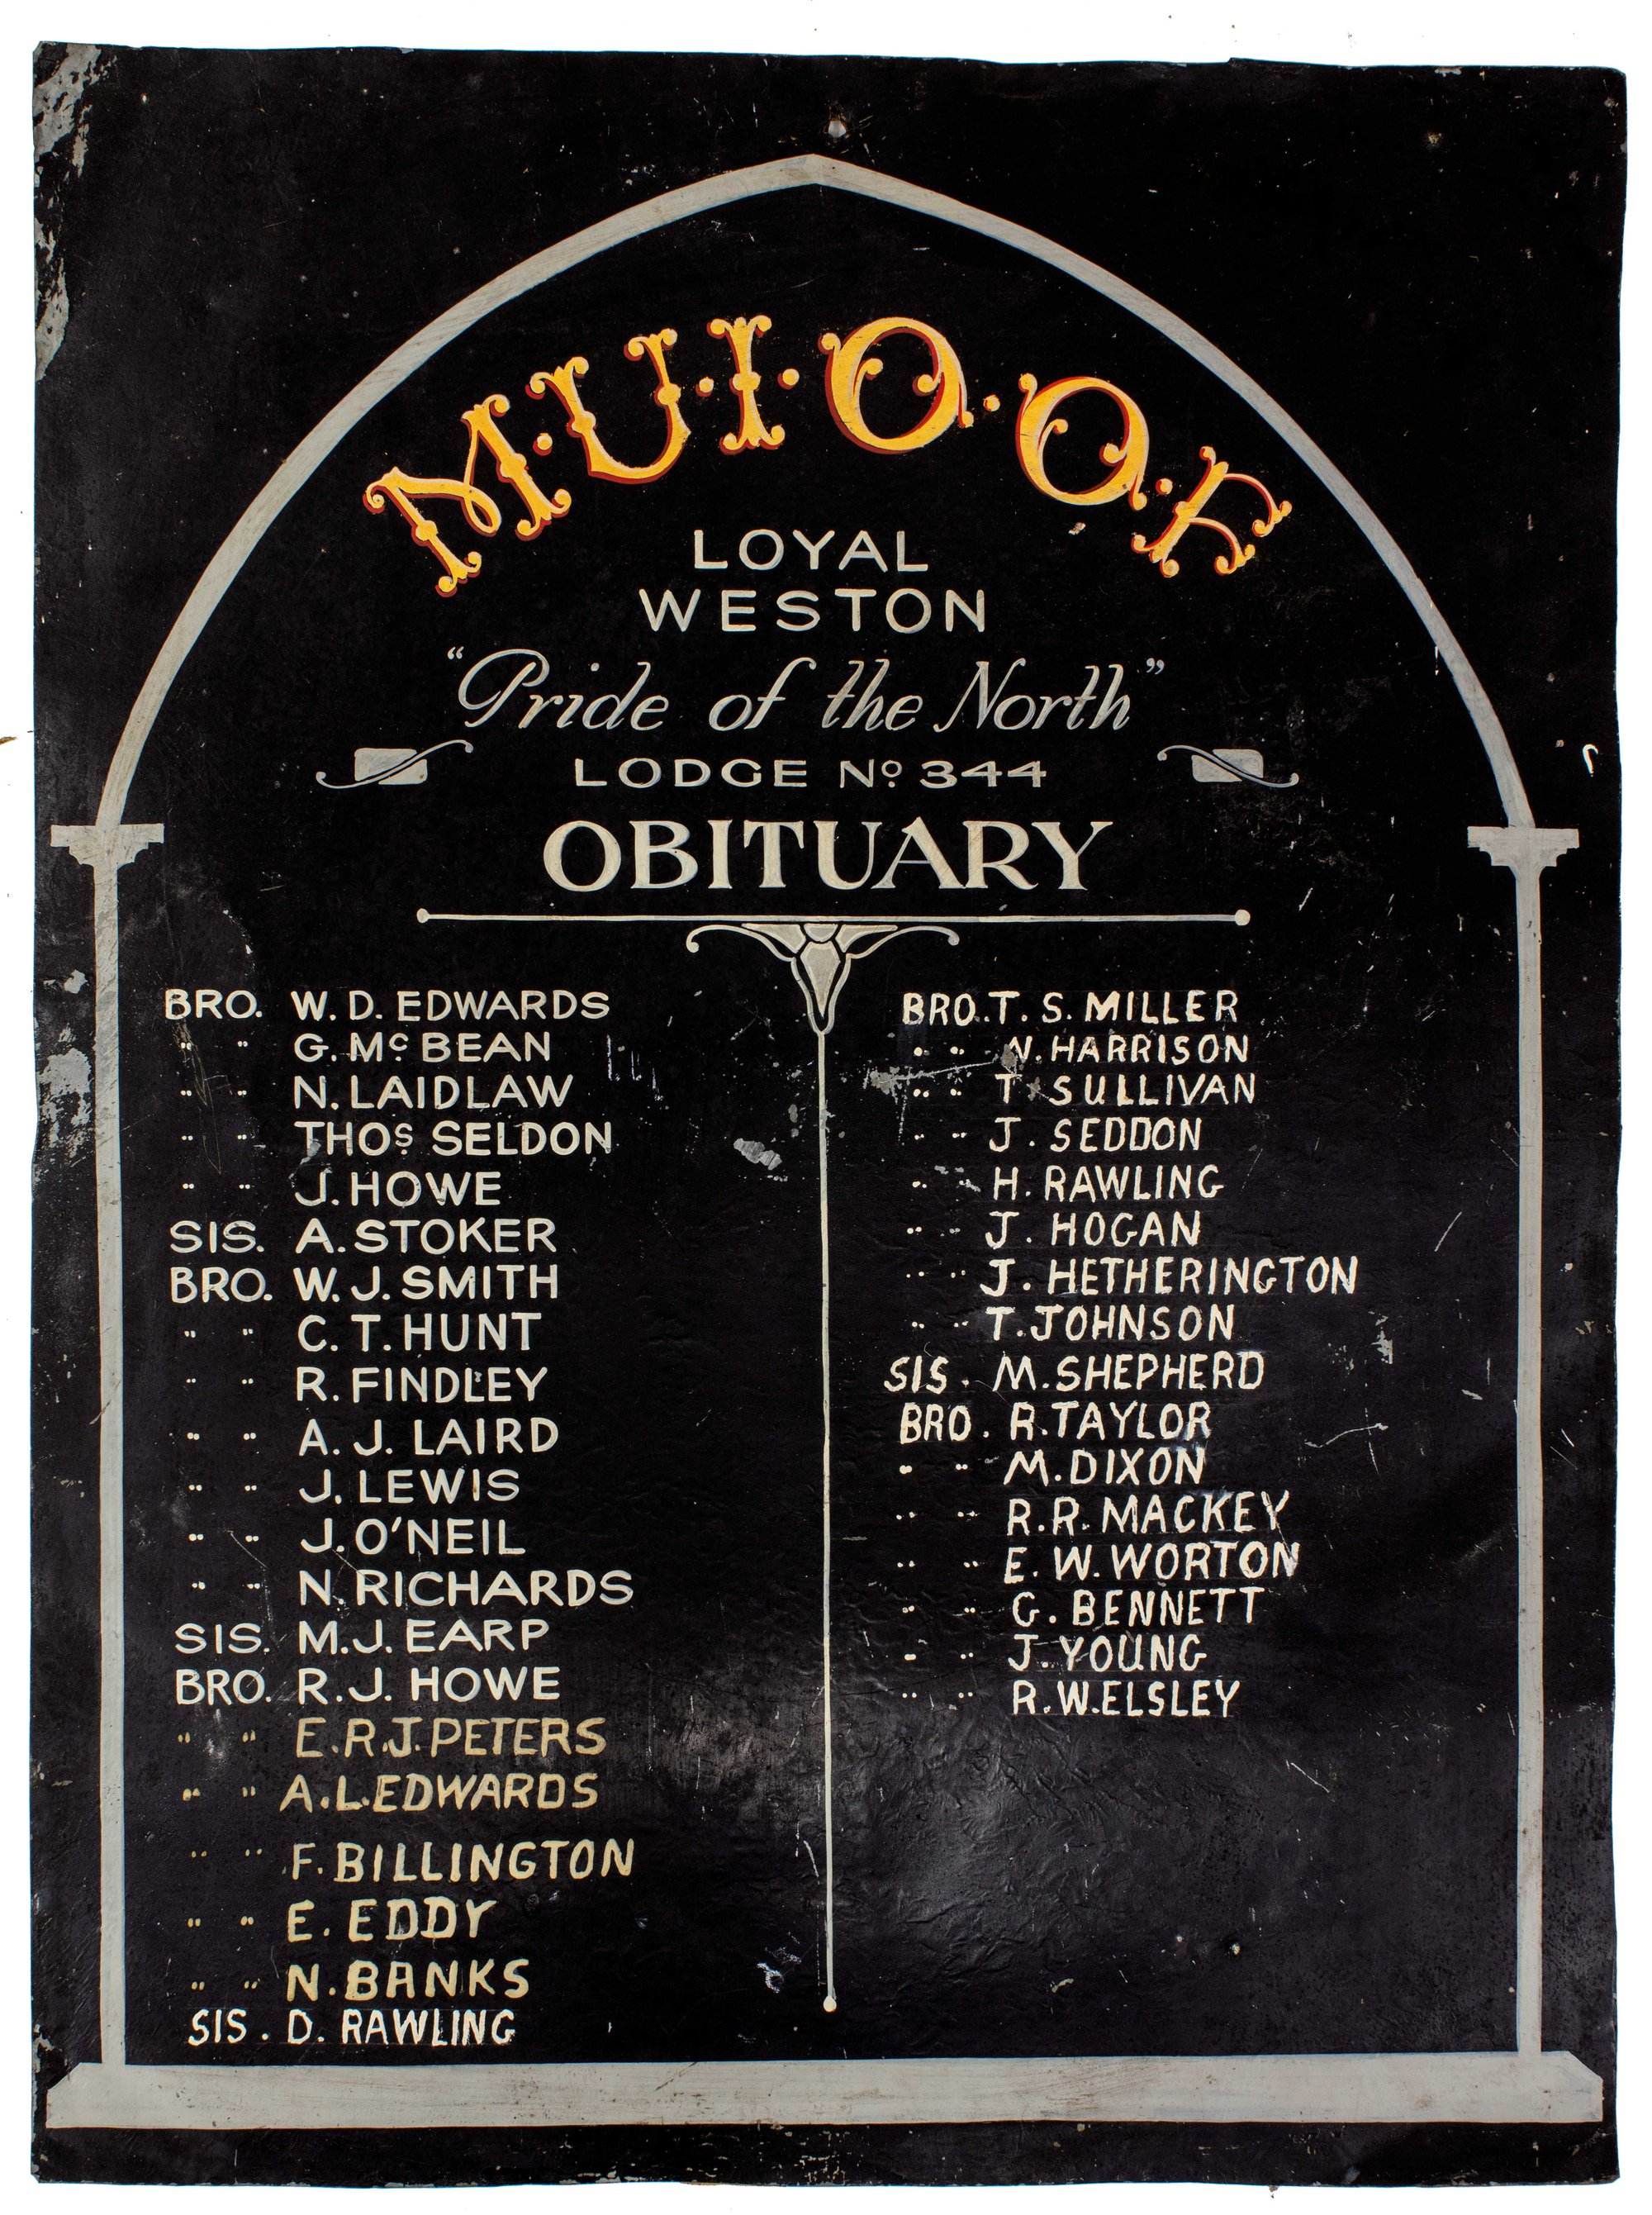 M·U·I·O·O·F
LOYAL
WESTON
“Pride of the North”
LODGE Nº 344
OBITUARY
BRO. W. D. EDWARDS
" " G. Mᶜ BEAN
" " N. LAIDLAW
" " THOˢ SELDON
" " J. HOWE
SIS. A. STOKER
BRO. W. J. SMITH
" " C. T. HUNT
" " R. FINDLEY
" " A. J. LAIRD
" " J. LEWIS
" " J. O'NEIL
" " N. RICHARDS
SIS. M. J. EARP
BRO. R. J. HOWE
" " E. R. J. PETERS
" " A. L. EDWARDS
" " F. BILLINGTON
" " E. EDDY
" " N. BANKS
SIS. D. RAWLING
BRO. T. S. MILLER
" " HARRISON
" " T. SULLIVAN
" " J. SEDDON
" " H. RAWLING
" " J. HOGAN
" " J. HETHERINGTON
" " T. JOHNSON
SIS. M. SHEPHERD
BRO. R. TAYLOR
" " M. DIXON
" " R. R. MACKEY
" " E. W. WORTON
" " G. BENNETT
" " J. YOUNG
" " R. W. ELSLEY